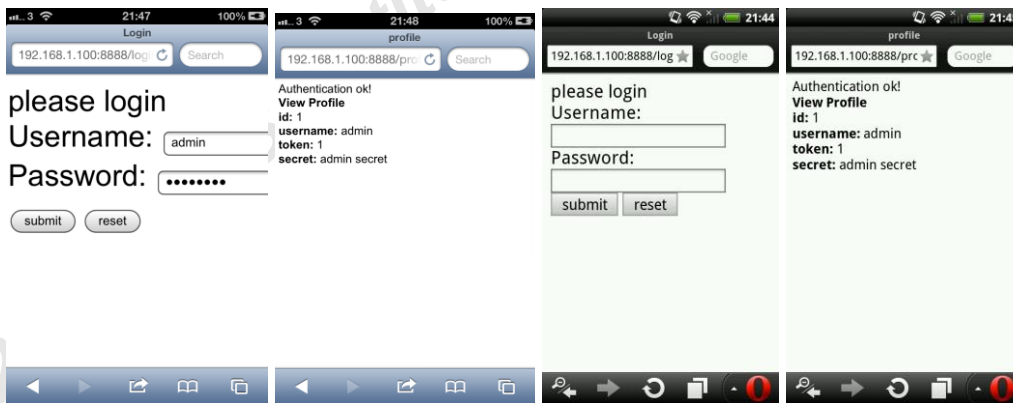 ...3 21:47 100%
Login
192.168.1.100:8888/logi
Search
please login
Username: admin
Password: ••••••••
submit reset
...3 21:48 100%
profile
192.168.1.100:8888/pro
Search
Authentication ok!
View Profile
id: 1
username: admin
token: 1
secret: admin secret
21:44
Login
192.168.1.100:8888/log
Google
please login
Username:
Password:
submit reset
profile
192.168.1.100:8888/prc
Google
Authentication ok!
View Profile
id: 1
username: admin
token: 1
secret: admin secret